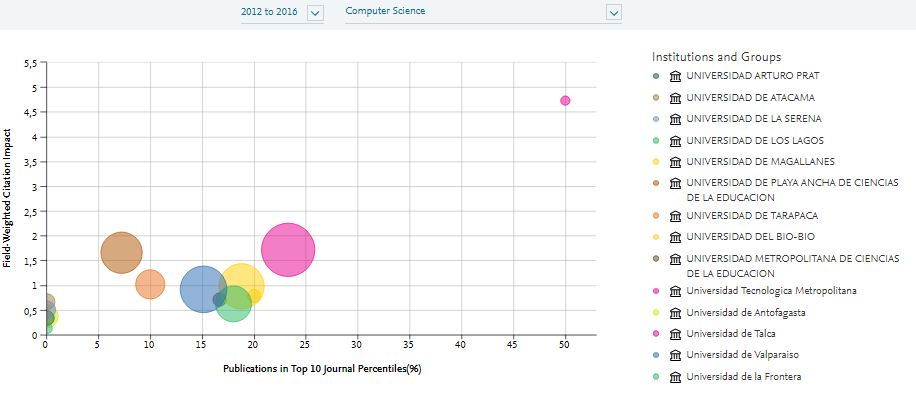 2012 to 2016
Computer Science
Institutions and Groups
UNIVERSIDAD ARTURO PRAT
UNIVERSIDAD DE ATACAMA
UNIVERSIDAD DE LA SERENA
UNIVERSIDAD DE LOS LAGOS
UNIVERSIDAD DE MAGALLANES
UNIVERSIDAD DE PLAYA ANCHA DE CIENCIAS
DE LA EDUCACION
UNIVERSIDAD DE TARAPACA
UNIVERSIDAD DEL BIO-BIO
UNIVERSIDAD METROPOLITANA DE CIENCIAS
DE LA EDUCACION
Universidad Tecnologica Metropolitana
Universidad de Antofagasta
Universidad de Talca
Universidad de Valparaiso
Universidad de la Frontera
Field-Weighted Citation Impact
5,5
5
4,5
4
3,5
3
2,5
2
1,5
1
0,5
0
0 5 10 15 20 25 30 35 40 45 50
Publications in Top 10 Journal Percentiles(%)